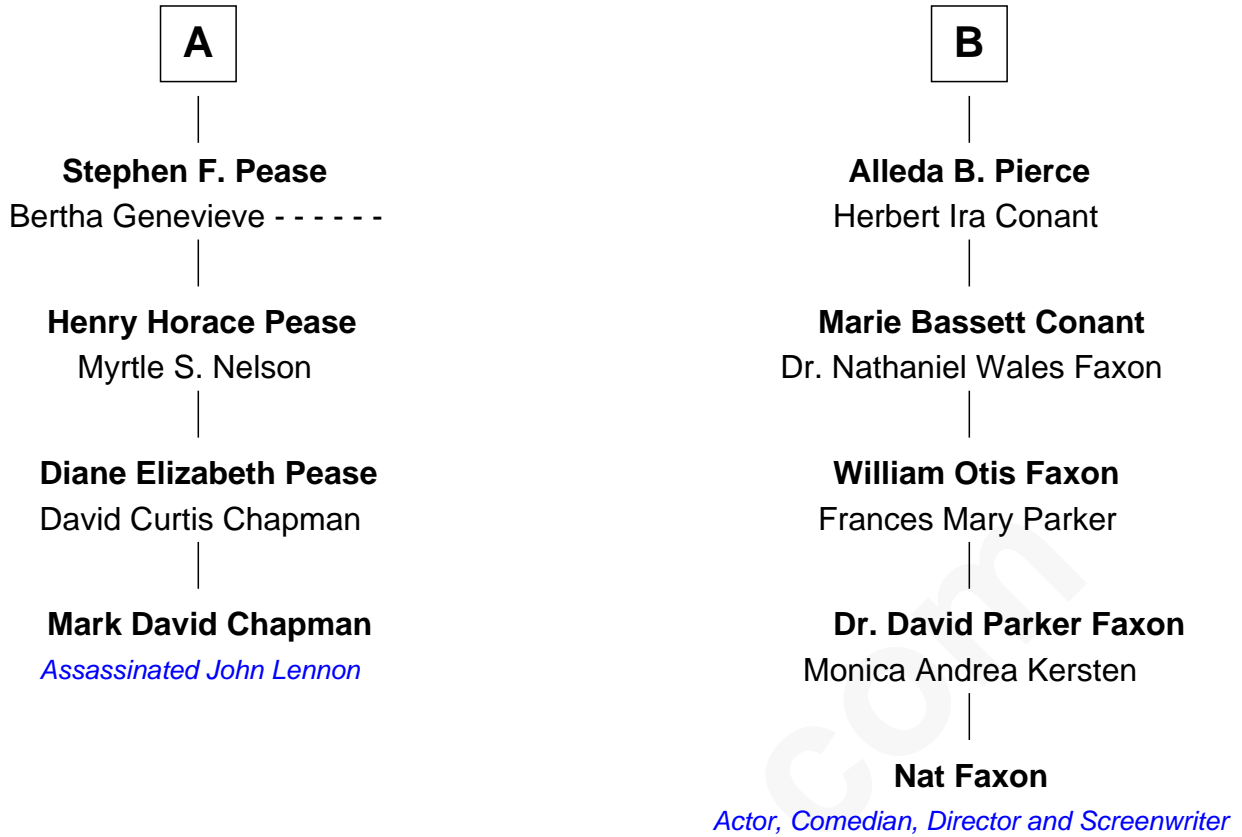 A
Stephen F. Pease
Bertha Genevieve - - - - - -
Henry Horace Pease
Myrtle S. Nelson
Diane Elizabeth Pease
David Curtis Chapman
Mark David Chapman
Assassinated John Lennon
B
Alleda B. Pierce
Herbert Ira Conant
Marie Bassett Conant
Dr. Nathaniel Wales Faxon
William Otis Faxon
Frances Mary Parker
Dr. David Parker Faxon
Monica Andrea Kersten
Nat Faxon
Actor, Comedian, Director and Screenwriter
com